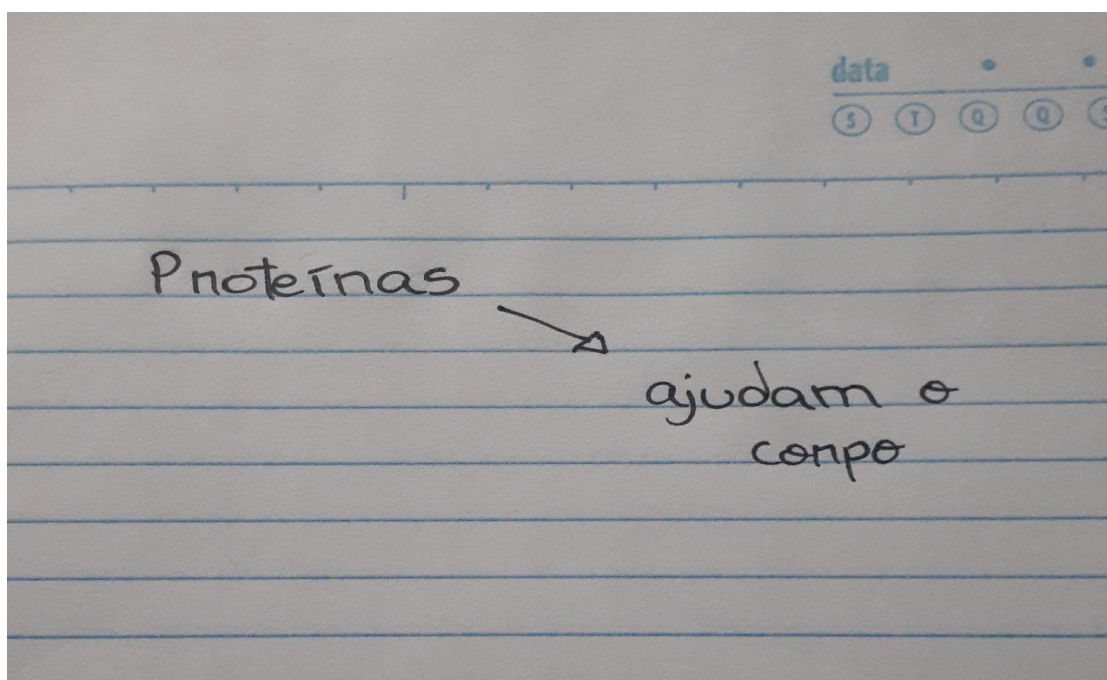 data
S T Q Q S
Proteínas
ajudam o
corpo